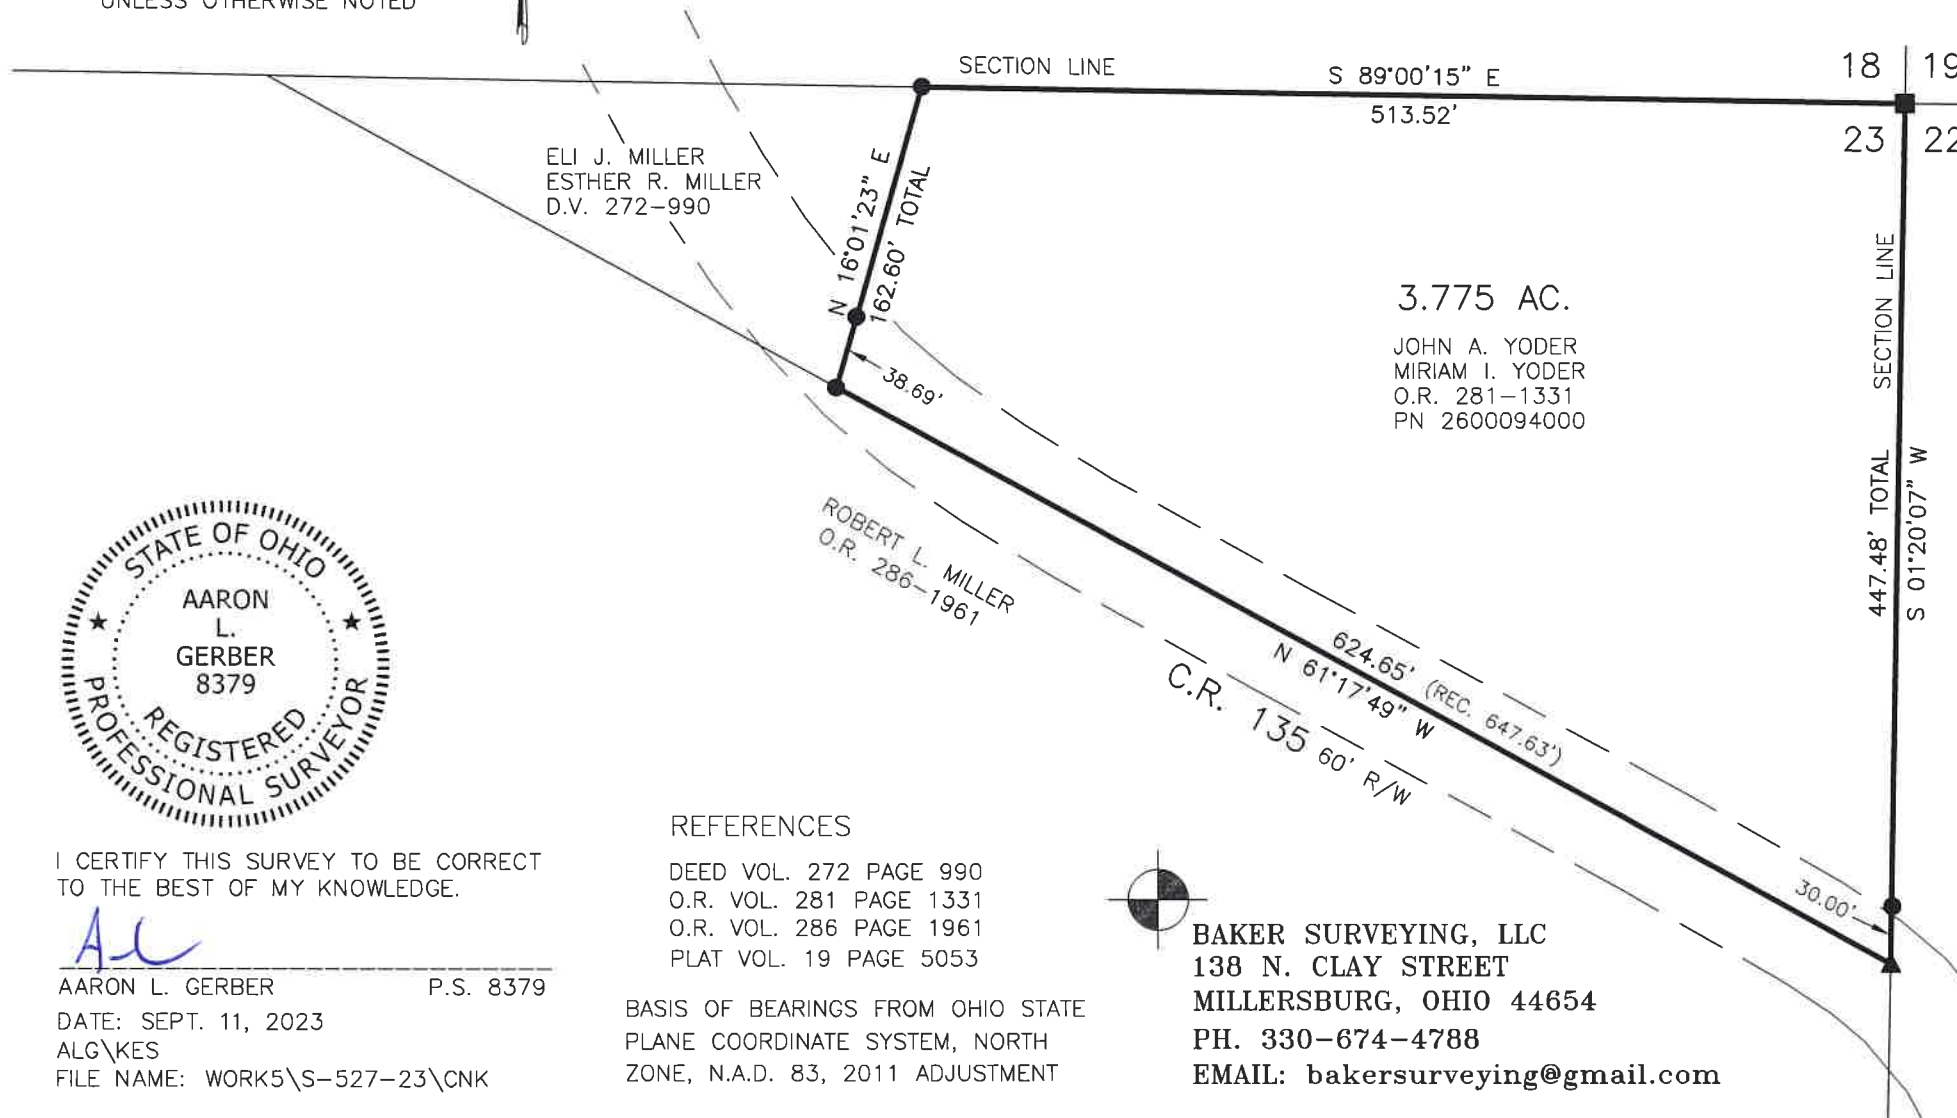 UNLESS OTHERWISE NOTED
SECTION LINE
S 89°00'15" E
513.52'
18
19
23
22
ELI J. MILLER
ESTHER R. MILLER
D.V. 272-990
N 16°01'23" E
162.60' TOTAL
38.69'
3.775 AC.
JOHN A. YODER
MIRIAM I. YODER
O.R. 281-1331
PN 2600094000
SECTION LINE
447.48' TOTAL
S 01°20'07" W
ROBERT L. MILLER
O.R. 286-1961
624.65' (REC. 647.63')
N 61°17'49" W
C.R. 135 60' R/W
30.00'
STATE OF OHIO
AARON
L.
GERBER
8379
REGISTERED
PROFESSIONAL SURVEYOR
I CERTIFY THIS SURVEY TO BE CORRECT
TO THE BEST OF MY KNOWLEDGE.
AARON L. GERBER P.S. 8379
DATE: SEPT. 11, 2023
ALG\KES
FILE NAME: WORK5\S-527-23\CNK
REFERENCES
DEED VOL. 272 PAGE 990
O.R. VOL. 281 PAGE 1331
O.R. VOL. 286 PAGE 1961
PLAT VOL. 19 PAGE 5053
BASIS OF BEARINGS FROM OHIO STATE
PLANE COORDINATE SYSTEM, NORTH
ZONE, N.A.D. 83, 2011 ADJUSTMENT
BAKER SURVEYING, LLC
138 N. CLAY STREET
MILLERSBURG, OHIO 44654
PH. 330-674-4788
EMAIL: bakersurveying@gmail.com